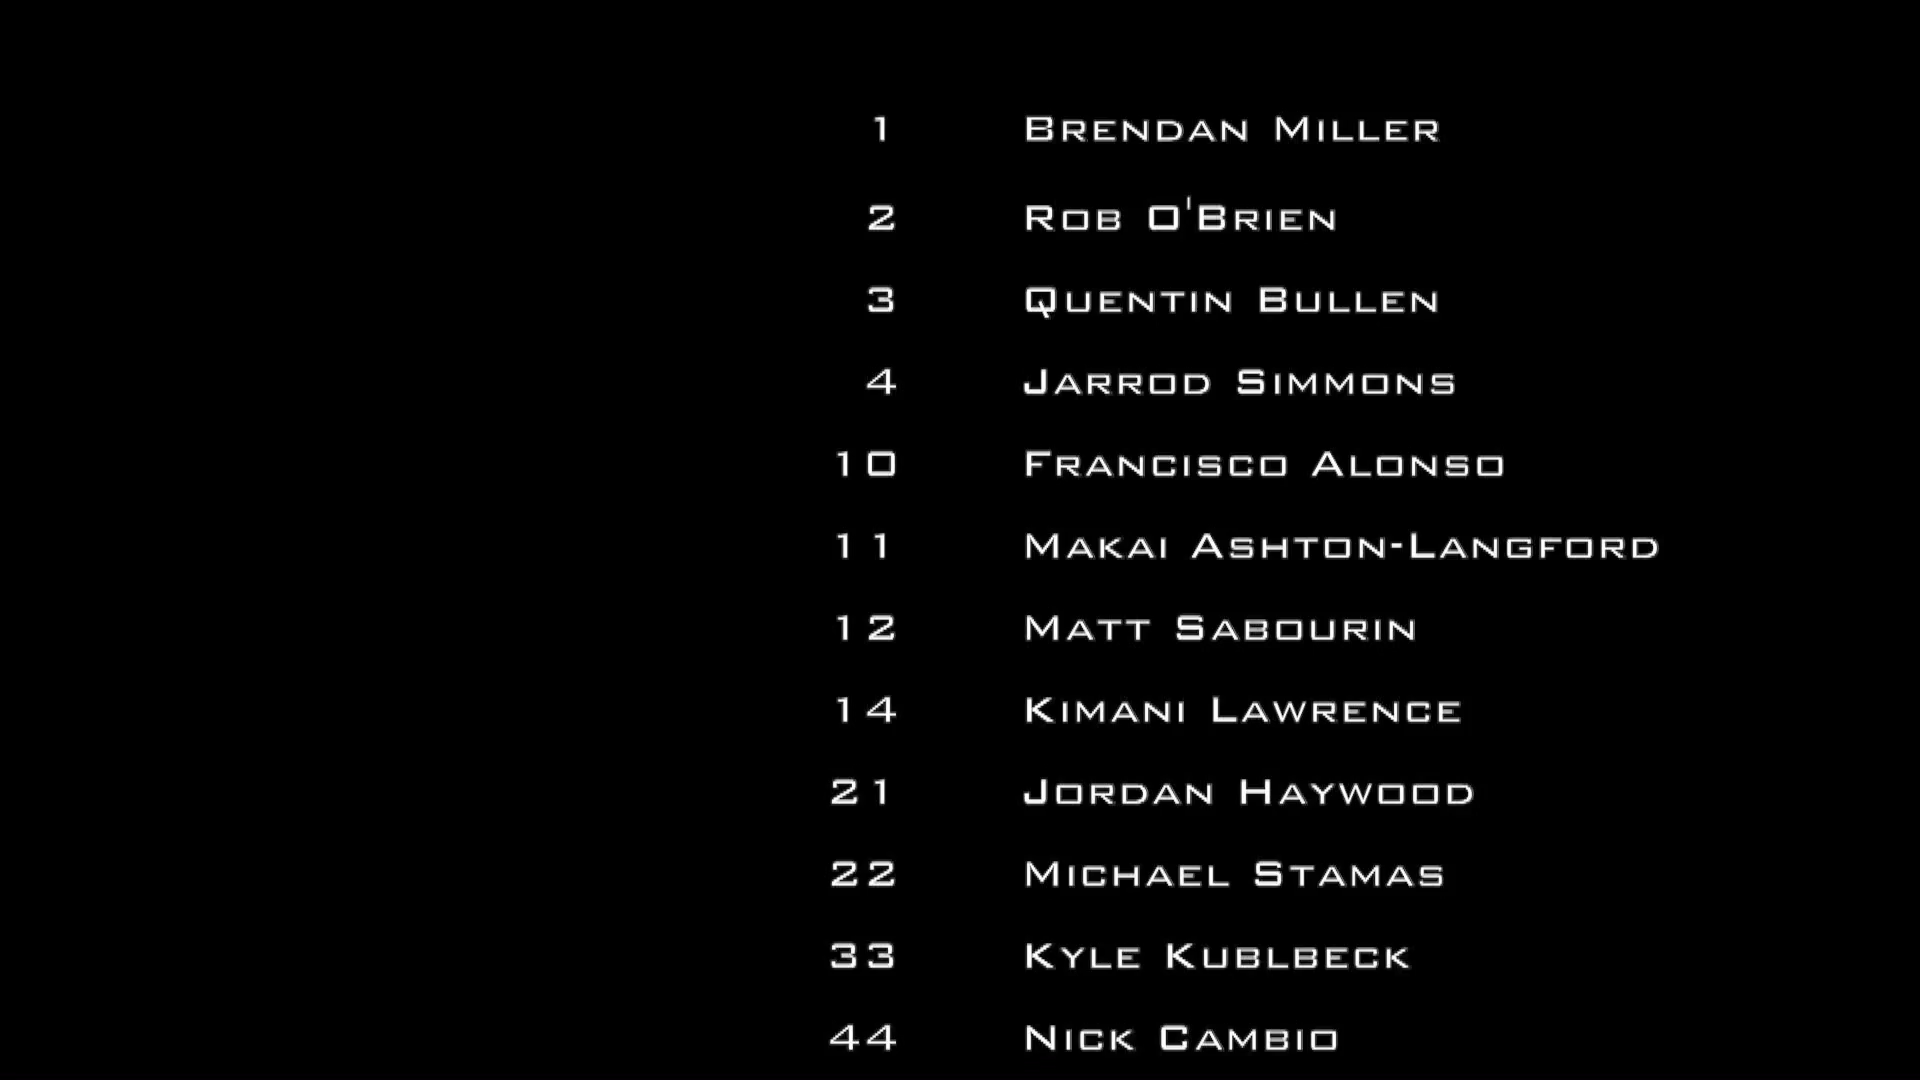 1 Brendan Miller
2 Rob O'Brien
3 Quentin Bullen
4 Jarrod Simmons
10 Francisco Alonso
11 Makai Ashton-Langford
12 Matt Sabourin
14 Kimani Lawrence
21 Jordan Haywood
22 Michael Stamas
33 Kyle Kublbeck
44 Nick Cambio